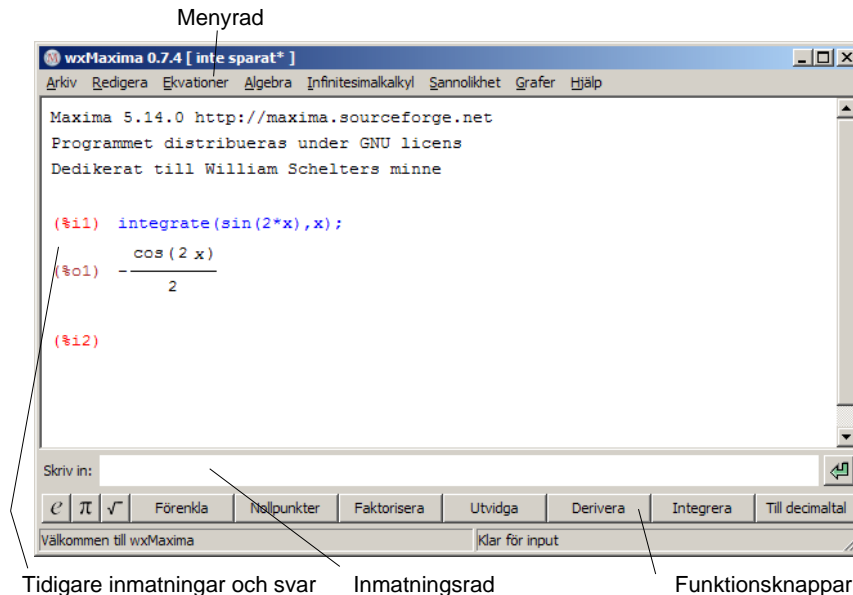 Menyrad
wxMaxima 0.7.4 [ inte sparat* ]
Arkiv Redigera Ekvationer Algebra Infinitesimalkalkyl Sannolikhet Grafer Hjälp
Maxima 5.14.0 http://maxima.sourceforge.net
Programmet distribueras under GNU licens
Dedikerat till William Schelters minne
(%i1) integrate(sin(2*x),x);
cos(2 x)
(%o1) -
2
(%i2)
Skriv in:
e π √ Förenkla Nollpunkter Faktorisera Utvidga Derivera Integrera Till decimaltal
Välkommen till wxMaxima Klar för input
Tidigare inmatningar och svar Inmatningsrad Funktionsknappar